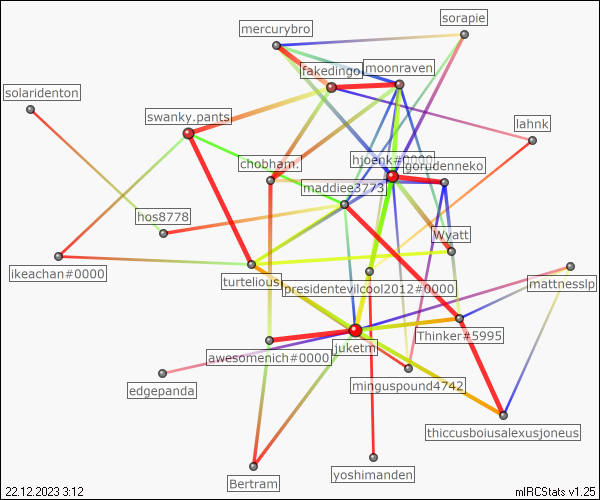 sorapie
mercurybro
fakedingo
moonraven
solaridenton
swanky.pants
lahnk
chobham.
hjoenk#0000
gorudenneko
maddiee3773
hos8778
Wyatt
ikeachan#0000
turtelious
presidentevilcool2012#0000
mattnesslp
Thinker#5995
juketm
awesomenich#0000
edgepanda
minguspound4742
thiccusboiusalexusjoneus
Bertram
yoshimanden
22.12.2023 3:12
mIRCStats v1.25